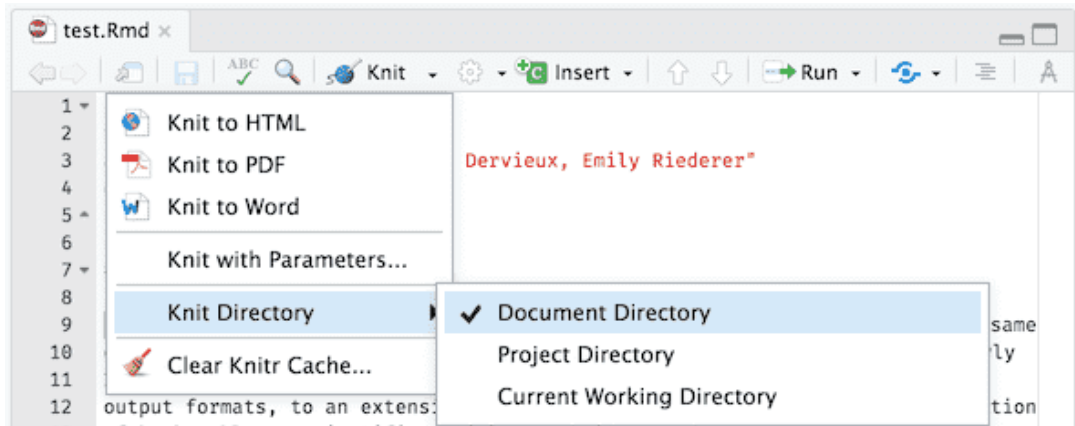 test.Rmd
ABC Knit Insert Run
1
2
3 Dervieux, Emily Riederer"
4
5
6
7
8
9 same
10 ly
11
12 output formats, to an extens tion
Knit to HTML
Knit to PDF
Knit to Word
Knit with Parameters...
Knit Directory
Clear Knitr Cache...
Document Directory
Project Directory
Current Working Directory